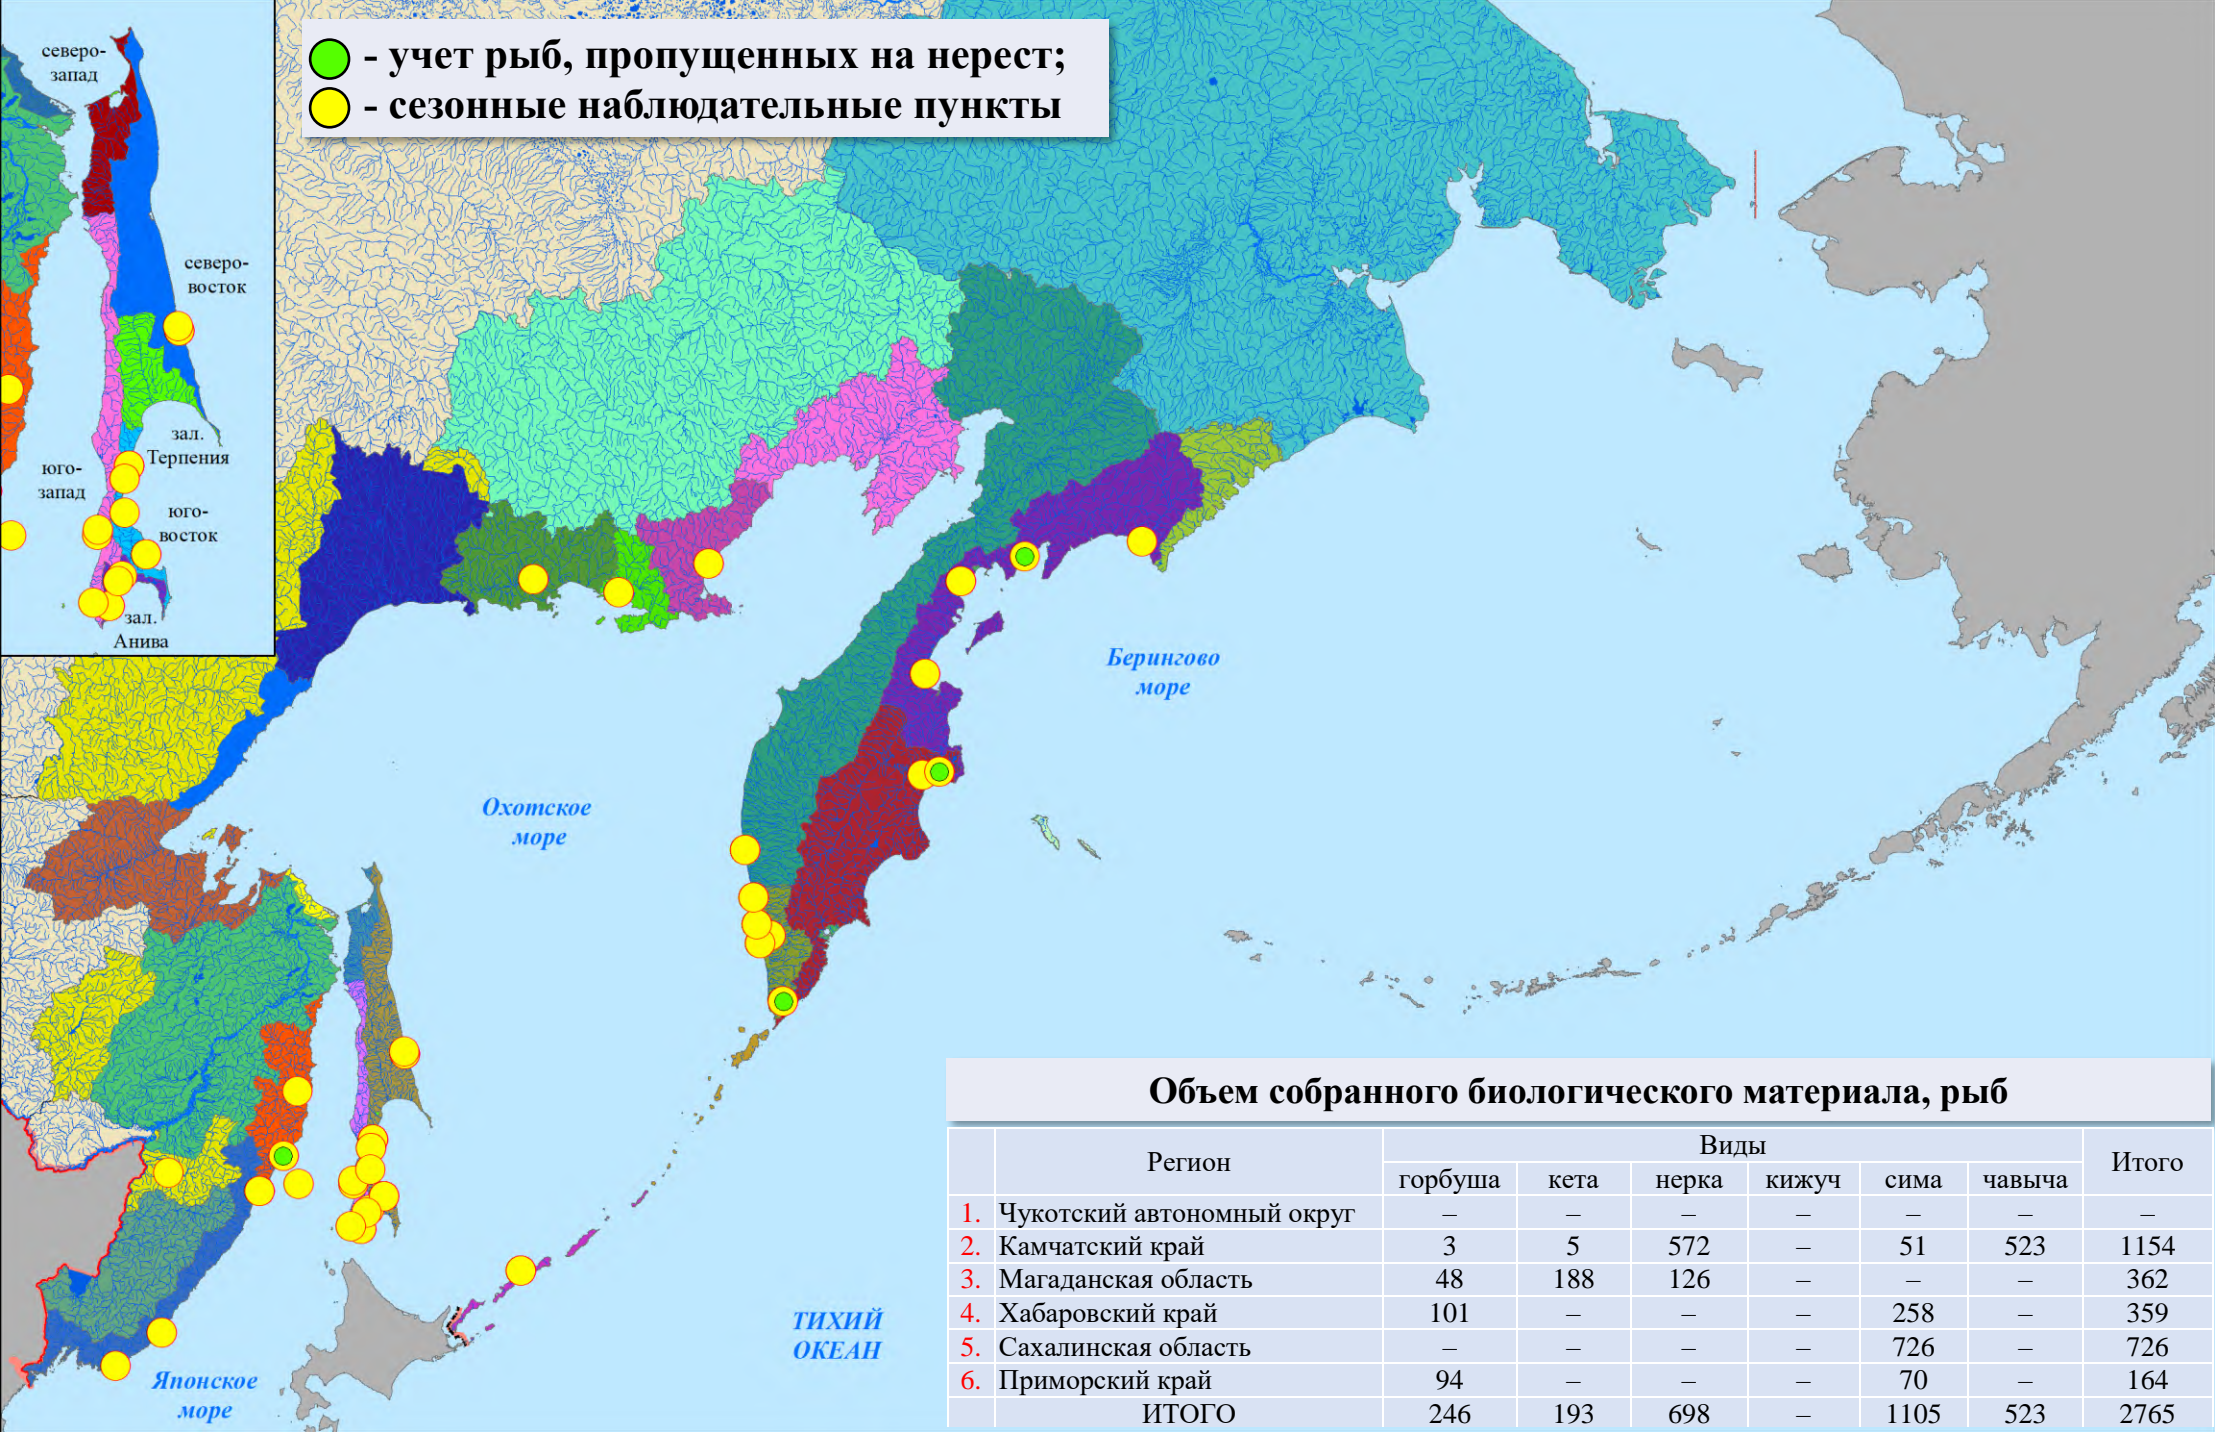 - учет рыб, пропущенных на нерест;
- сезонные наблюдательные пункты
северо-
запад
северо-
восток
зал.
Терпения
юго-
запад
юго-
восток
зал.
Анива
Берингово
море
Охотское
море
ТИХИЙ
ОКЕАН
Японское
море
Объем собранного биологического материала, рыб
Регион Виды Итого
горбуша кета нерка кижуч сима чавыча
1. Чукотский автономный округ – – – – – – –
2. Камчатский край 3 5 572 – 51 523 1154
3. Магаданская область 48 188 126 – – – 362
4. Хабаровский край 101 – – – 258 – 359
5. Сахалинская область – – – – 726 – 726
6. Приморский край 94 – – – 70 – 164
ИТОГО 246 193 698 – 1105 523 2765